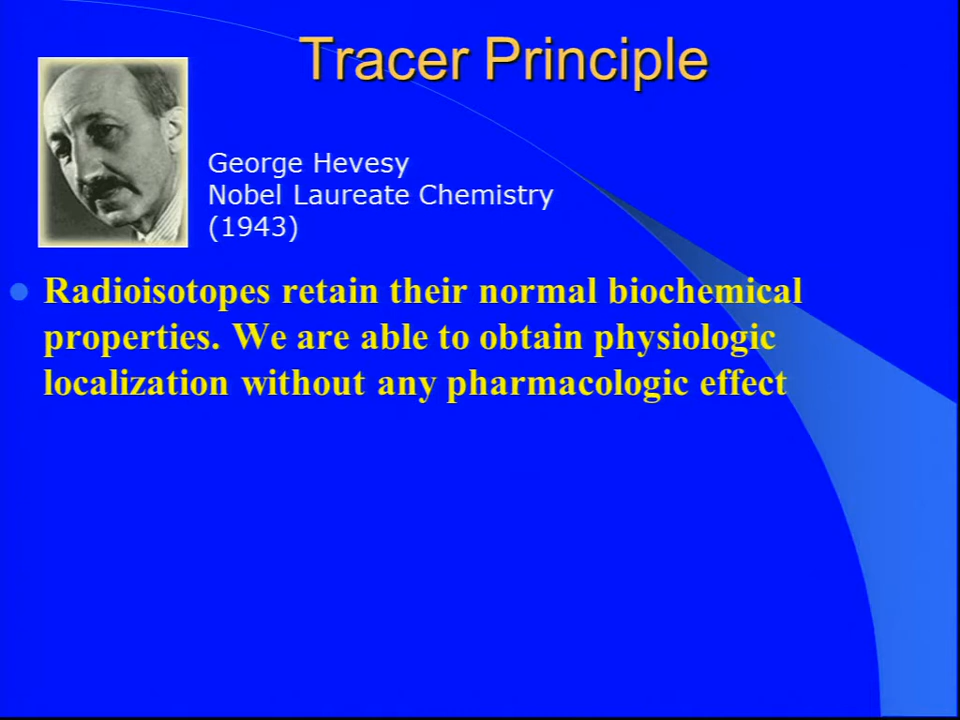 Tracer Principle
George Hevesy
Nobel Laureate Chemistry
(1943)
Radioisotopes retain their normal biochemical
properties. We are able to obtain physiologic
localization without any pharmacologic effect